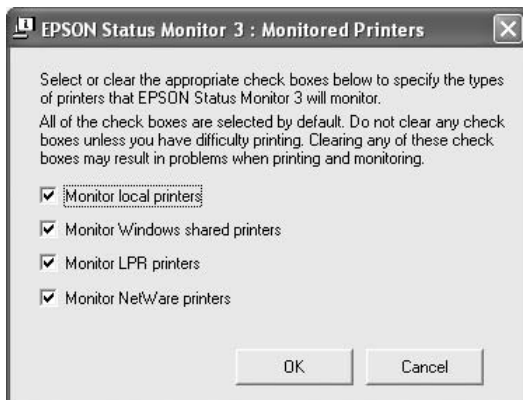 EPSON Status Monitor 3 : Monitored Printers
Select or clear the appropriate check boxes below to specify the types
of printers that EPSON Status Monitor 3 will monitor.
All of the check boxes are selected by default. Do not clear any check
boxes unless you have difficulty printing. Clearing any of these check
boxes may result in problems when printing and monitoring.
Monitor local printers
Monitor Windows shared printers
Monitor LPR printers
Monitor NetWare printers
OK
Cancel